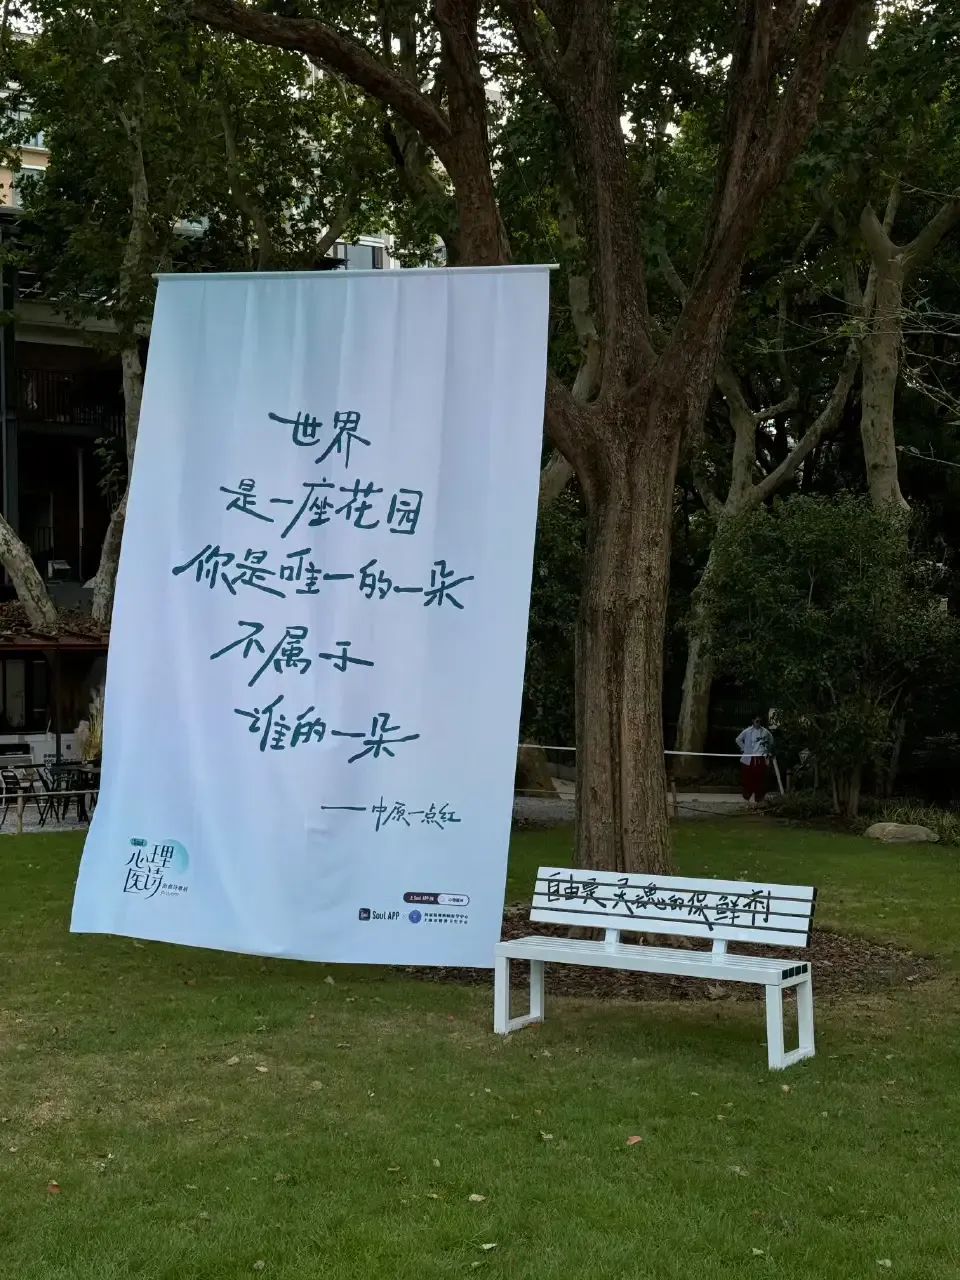 世界
是一座花园
你是唯一的一朵
不属于
谁的一朵
——中原一点红
Soul
心理
医读
Soul APP
自由是灵魂的保鲜剂